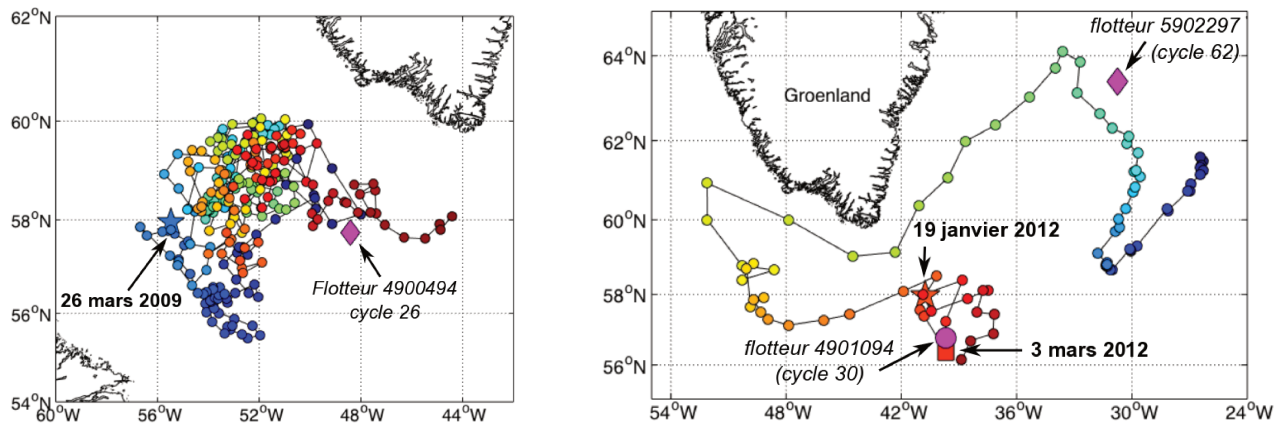 62°N
60°N
58°N
56°N
54°N
60°W
56°W
52°W
48°W
44°W
26 mars 2009
Flotteur 4900494
cycle 26
64°N
62°N
60°N
58°N
56°N
54°W
48°W
42°W
36°W
30°W
24°W
flotteur 5902297
(cycle 62)
Groenland
19 janvier 2012
flotteur 4901094
(cycle 30)
3 mars 2012